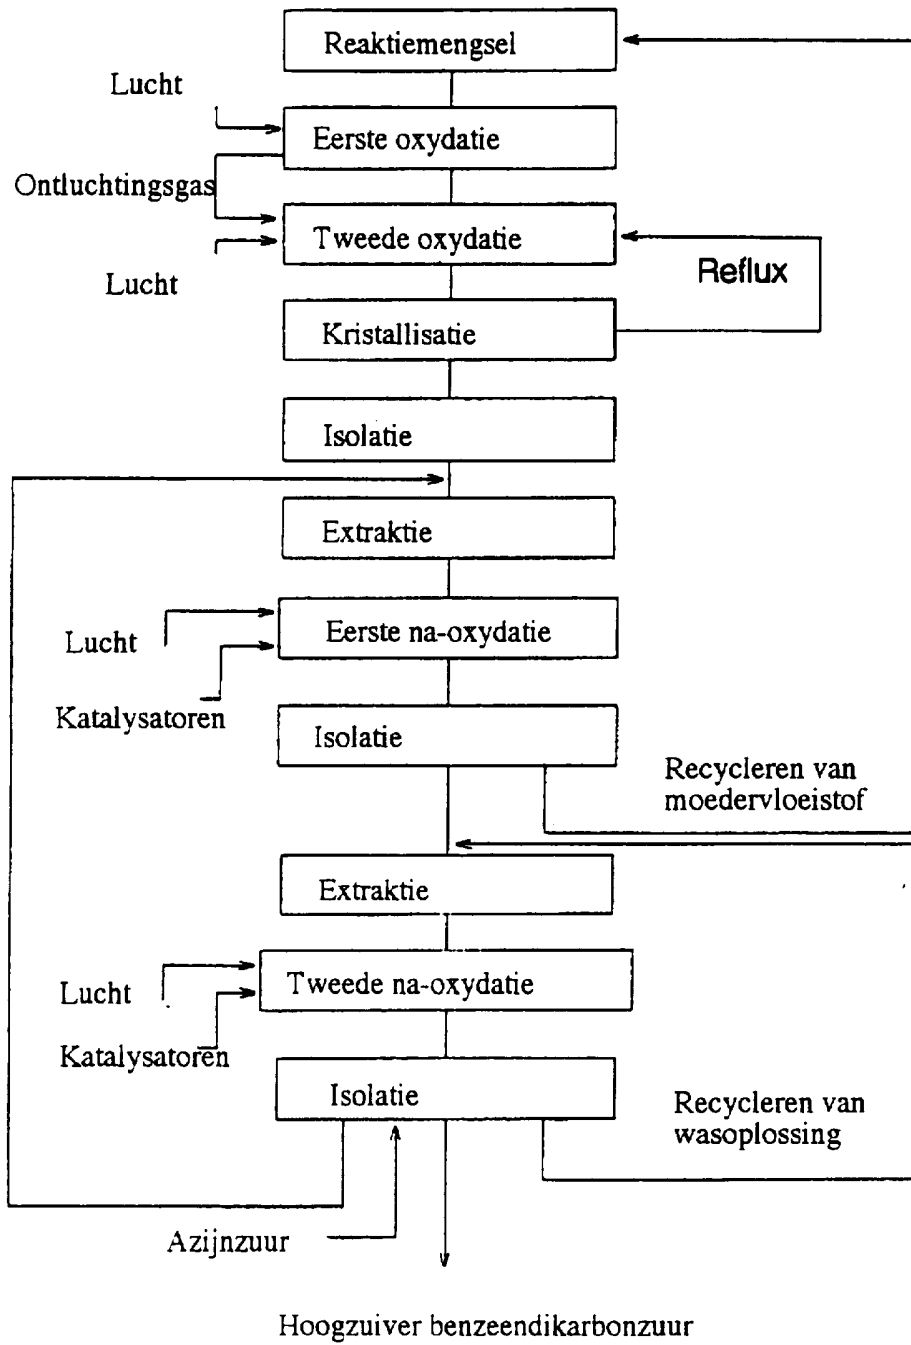 Reaktiemengsel
Lucht
Eerste oxydatie
Ontluchtingsgas
Tweede oxydatie
Lucht
Reflux
Kristallisatie
Isolatie
Extraktie
Eerste na-oxydatie
Lucht
Katalysatoren
Isolatie
Recycleren van
moedervloeistof
Extraktie
Tweede na-oxydatie
Lucht
Katalysatoren
Isolatie
Recycleren van
wasoplossing
Azijnzuur
Hoogzuiver benzeendikarbonzuur